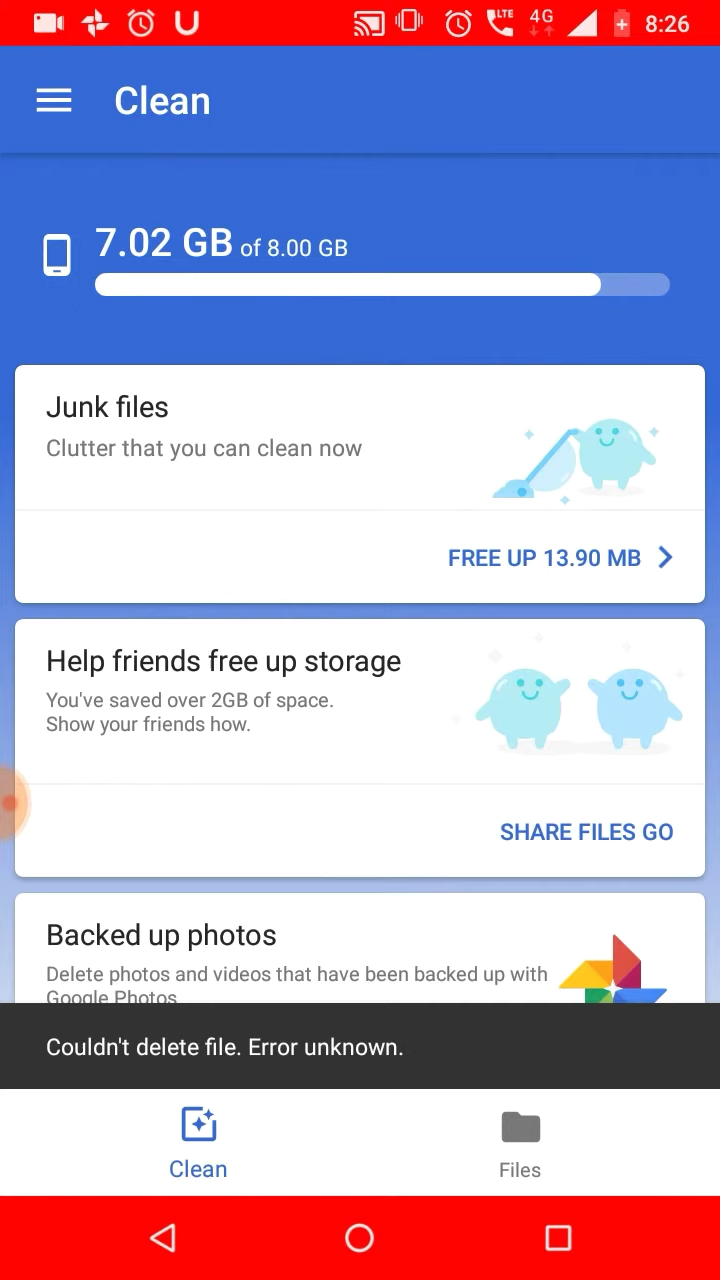 LTE 4G 8:26
Clean
7.02 GB of 8.00 GB
Junk files
Clutter that you can clean now
FREE UP 13.90 MB
Help friends free up storage
You've saved over 2GB of space.
Show your friends how.
SHARE FILES GO
Backed up photos
Delete photos and videos that have been backed up with
Google Photos
Couldn't delete file. Error unknown.
Clean
Files